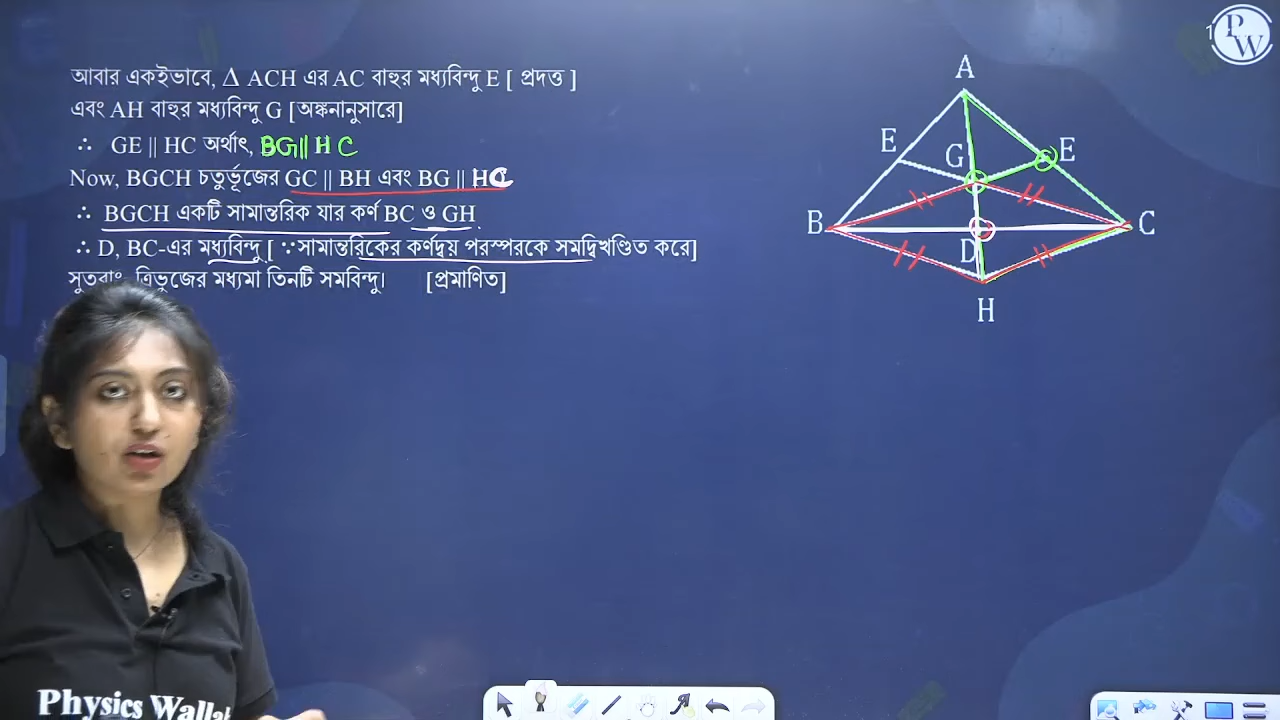 আবার একইভাবে, Δ ACH এর AC বাহুর মধ্যবিন্দু E [ প্রদত্ত ]
এবং AH বাহুর মধ্যবিন্দু G [অঙ্কনানুসারে]
∴ GE || HC অর্থাৎ, BG || HC
Now, BGCH চতুর্ভূজের GC || BH এবং BG || HC
∴ BGCH একটি সামান্তরিক যার কর্ণ BC ও GH
∴ D, BC-এর মধ্যবিন্দু [ ∵সামান্তরিকের কর্ণদ্বয় পরস্পরকে সমদ্বিখণ্ডিত করে]
সুতরাং ত্রিভুজের মধ্যমা তিনটি সমবিন্দু। [প্রমাণিত]
A
E
G
E
B
D
C
H
PW
Physics